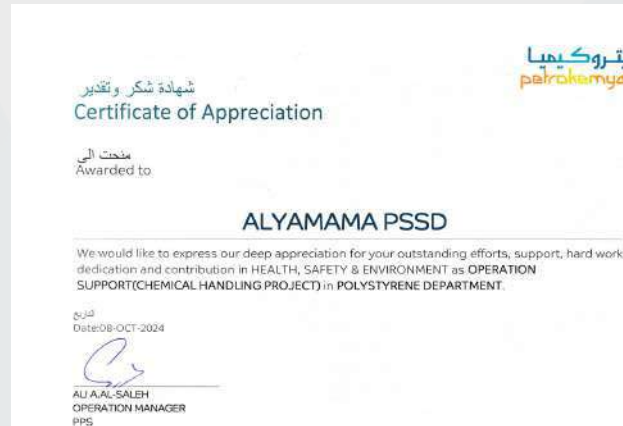 بتروكيميا
petrokemya
شهادة شكر وتقدير
Certificate of Appreciation
منحت الى
Awarded to
ALYAMAMA PSSD
We would like to express our deep appreciation for your outstanding efforts, support, hard work
dedication and contribution in HEALTH, SAFETY & ENVIRONMENT as OPERATION
SUPPORT(CHEMICAL HANDLING PROJECT) in POLYSTYRENE DEPARTMENT.
التاريخ
Date:08-OCT-2024
ALI A.AL-SALEH
OPERATION MANAGER
PPS